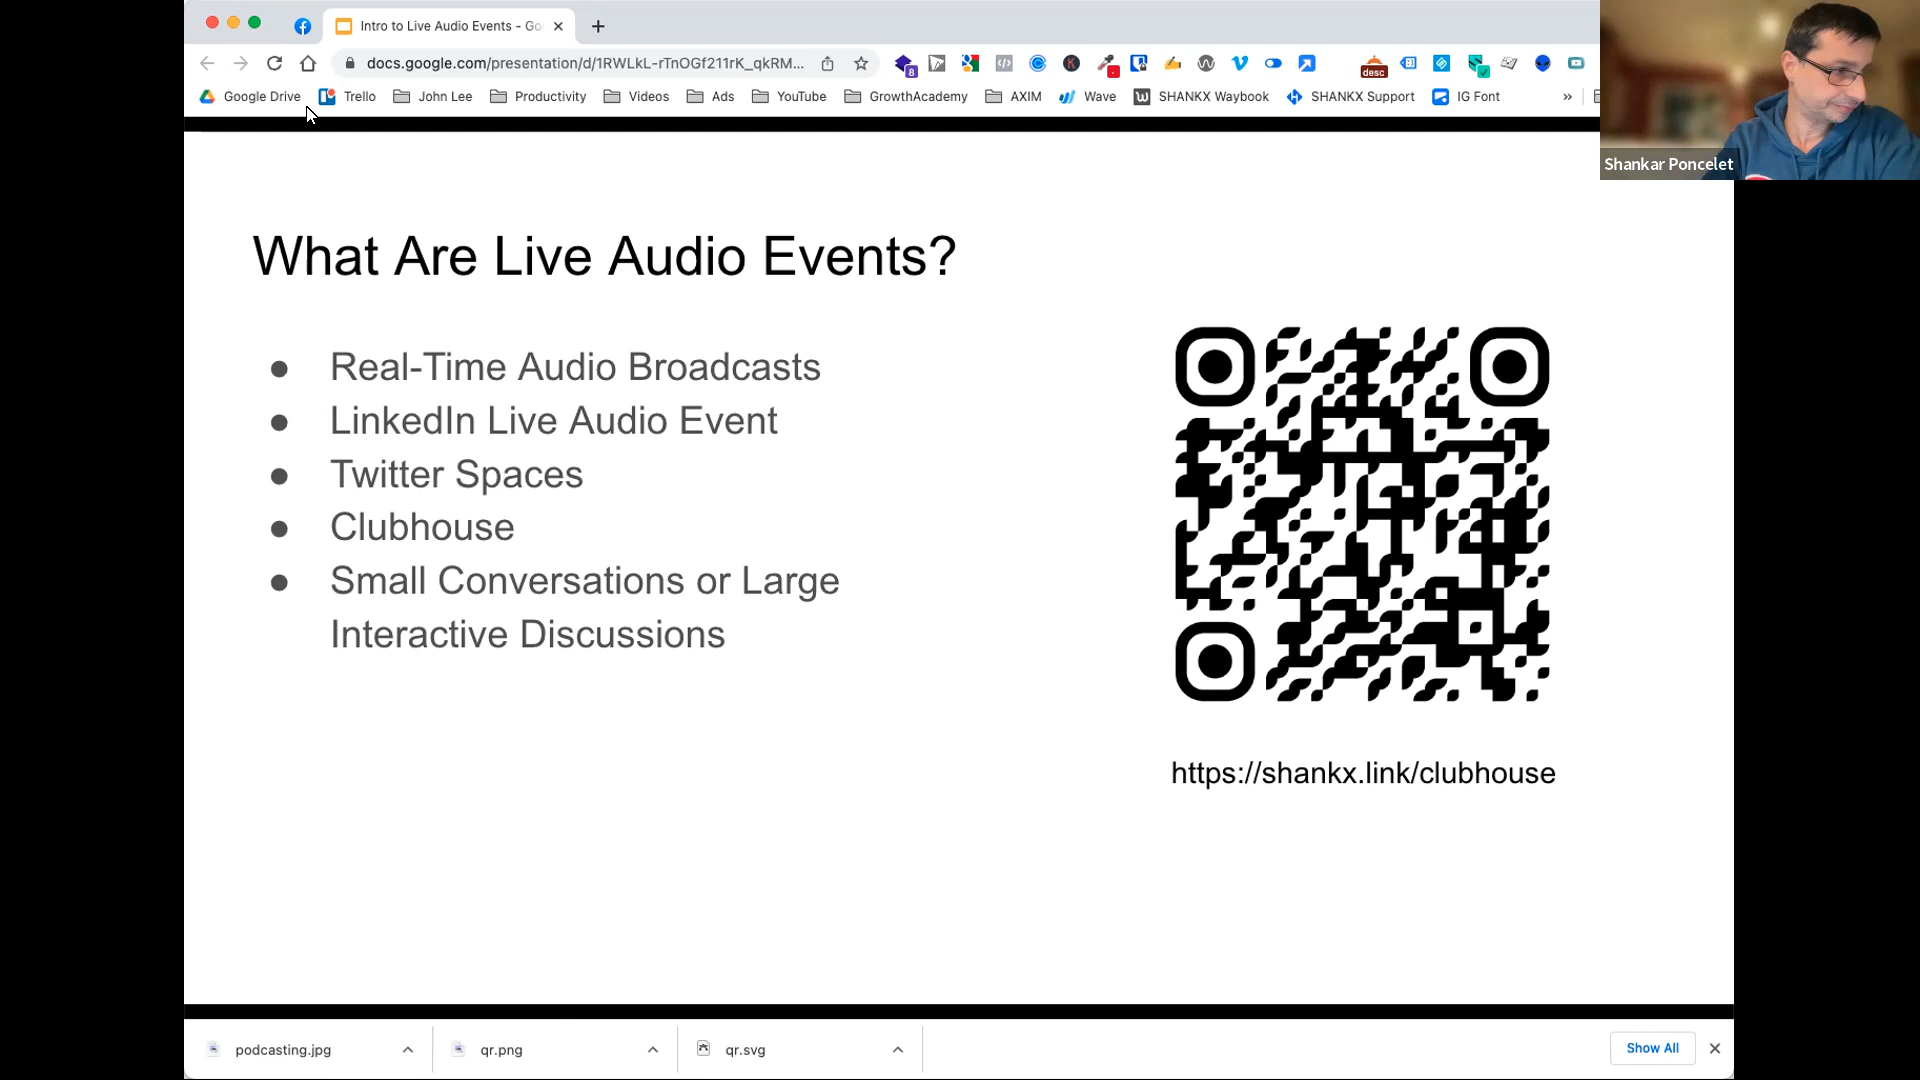 Intro to Live Audio Events - Go
docs.google.com/presentation/d/1RWLkL-rTnOGf211rK_qkRM...
8
desc
Google Drive
Trello
John Lee
Productivity
Videos
Ads
YouTube
GrowthAcademy
AXIM
Wave
SHANKX Waybook
SHANKX Support
IG Font
»
Shankar Poncelet
What Are Live Audio Events?
● Real-Time Audio Broadcasts
● LinkedIn Live Audio Event
● Twitter Spaces
● Clubhouse
● Small Conversations or Large
Interactive Discussions
https://shankx.link/clubhouse
podcasting.jpg
qr.png
qr.svg
Show All